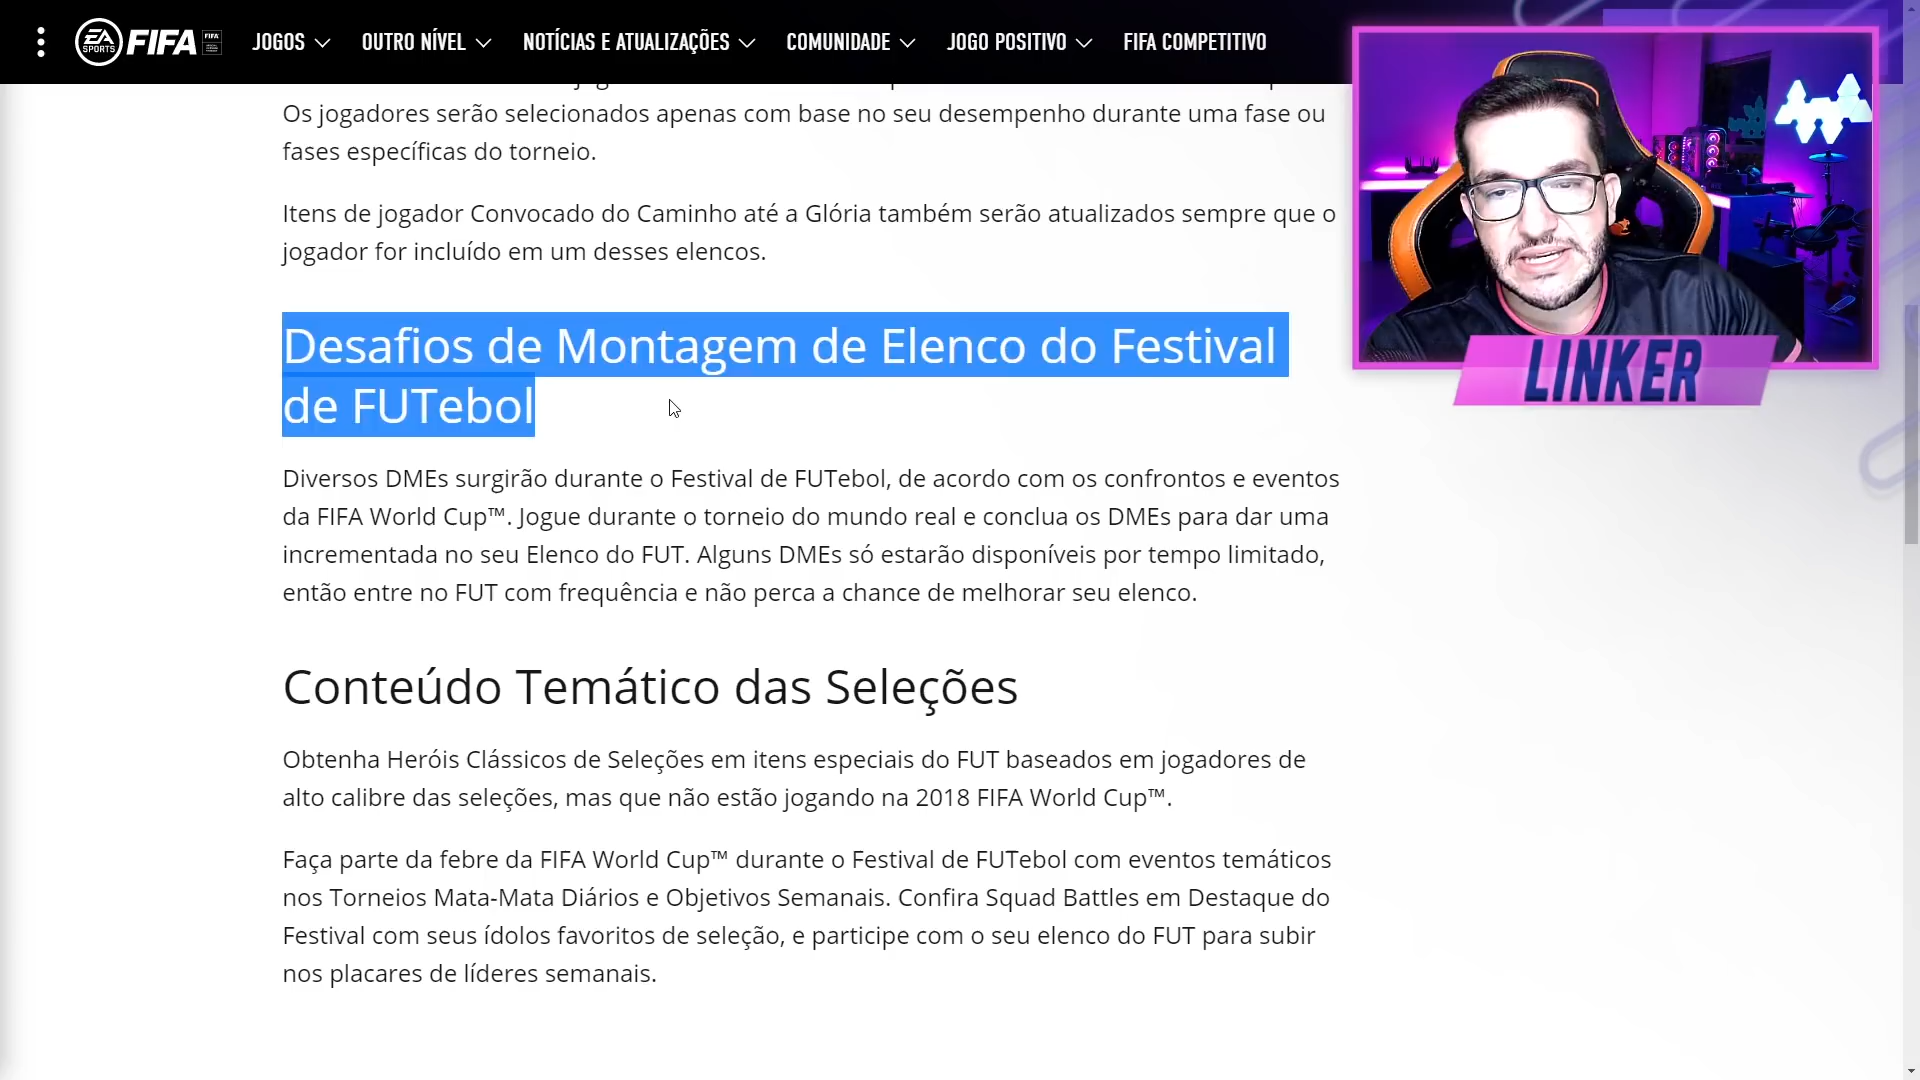 EA SPORTS FIFA JOGOS OUTRO NÍVEL NOTÍCIAS E ATUALIZAÇÕES COMUNIDADE JOGO POSITIVO FIFA COMPETITIVO
Os jogadores serão selecionados apenas com base no seu desempenho durante uma fase ou
fases específicas do torneio.
Itens de jogador Convocado do Caminho até a Glória também serão atualizados sempre que o
jogador for incluído em um desses elencos.
LINKER
Desafios de Montagem de Elenco do Festival
de FUTebol
Diversos DMEs surgirão durante o Festival de FUTebol, de acordo com os confrontos e eventos
da FIFA World Cup™. Jogue durante o torneio do mundo real e conclua os DMEs para dar uma
incrementada no seu Elenco do FUT. Alguns DMEs só estarão disponíveis por tempo limitado,
então entre no FUT com frequência e não perca a chance de melhorar seu elenco.
Conteúdo Temático das Seleções
Obtenha Heróis Clássicos de Seleções em itens especiais do FUT baseados em jogadores de
alto calibre das seleções, mas que não estão jogando na 2018 FIFA World Cup™.
Faça parte da febre da FIFA World Cup™ durante o Festival de FUTebol com eventos temáticos
nos Torneios Mata-Mata Diários e Objetivos Semanais. Confira Squad Battles em Destaque do
Festival com seus ídolos favoritos de seleção, e participe com o seu elenco do FUT para subir
nos placares de líderes semanais.